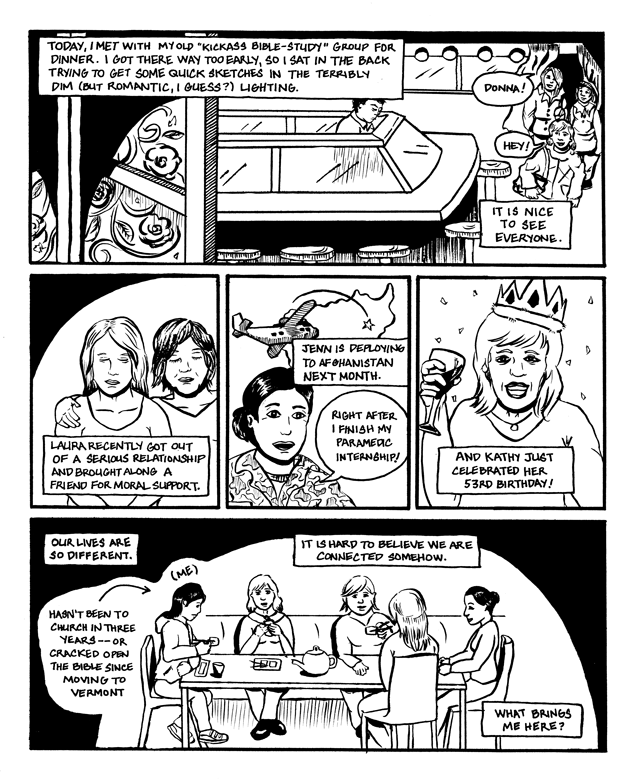 TODAY, I MET WITH MY OLD "KICKASS BIBLE-STUDY" GROUP FOR
DINNER. I GOT THERE WAY TOO EARLY, SO I SAT IN THE BACK
TRYING TO GET SOME QUICK SKETCHES IN THE TERRIBLY
DIM (BUT ROMANTIC, I GUESS?) LIGHTING.
DONNA!
HEY!
IT IS NICE
TO SEE
EVERYONE.
LAURA RECENTLY GOT OUT
OF A SERIOUS RELATIONSHIP
AND BROUGHT ALONG A
FRIEND FOR MORAL SUPPORT.
JENN IS DEPLOYING
TO AFGHANISTAN
NEXT MONTH.
RIGHT AFTER
I FINISH MY
PARAMEDIC
INTERNSHIP!
AND KATHY JUST
CELEBRATED HER
53RD BIRTHDAY!
OUR LIVES ARE
SO DIFFERENT.
IT IS HARD TO BELIEVE WE ARE
CONNECTED SOMEHOW.
(ME)
HASN'T BEEN TO
CHURCH IN THREE
YEARS -- OR
CRACKED OPEN
THE BIBLE SINCE
MOVING TO
VERMONT
WHAT BRINGS
ME HERE?